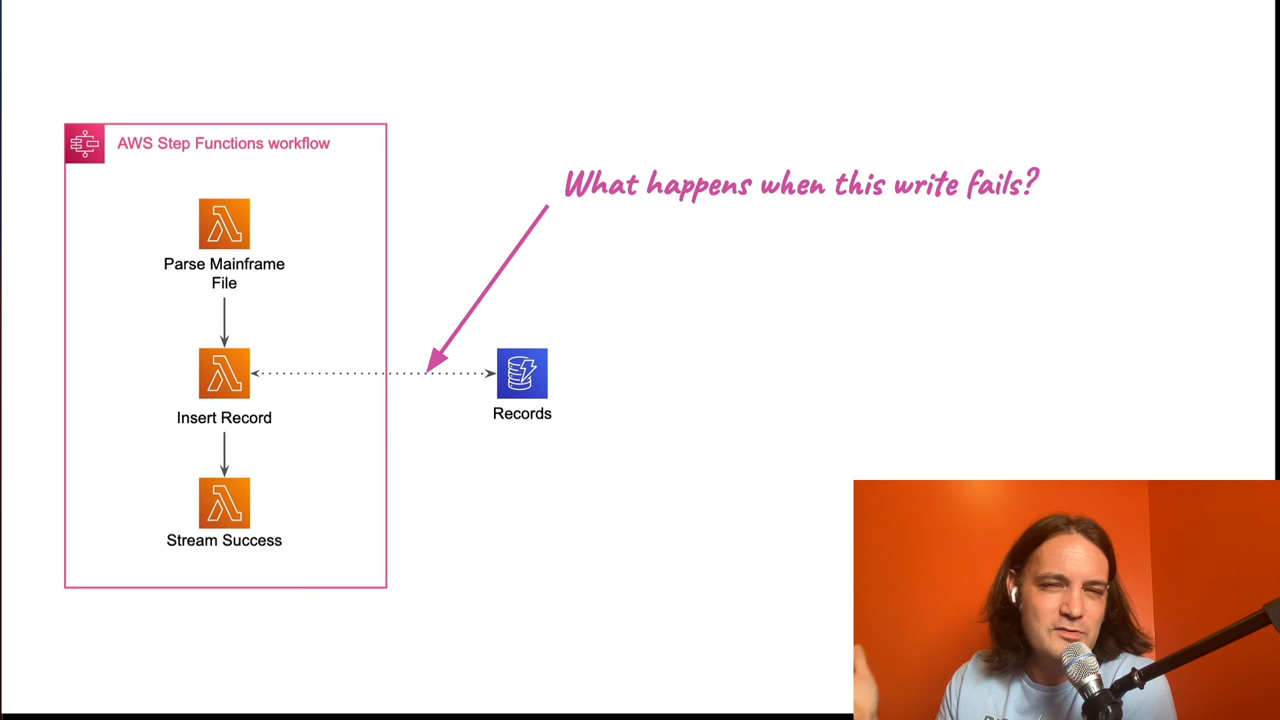 AWS Step Functions workflow
What happens when this write fails?
Parse Mainframe
File
Insert Record
Records
Stream Success